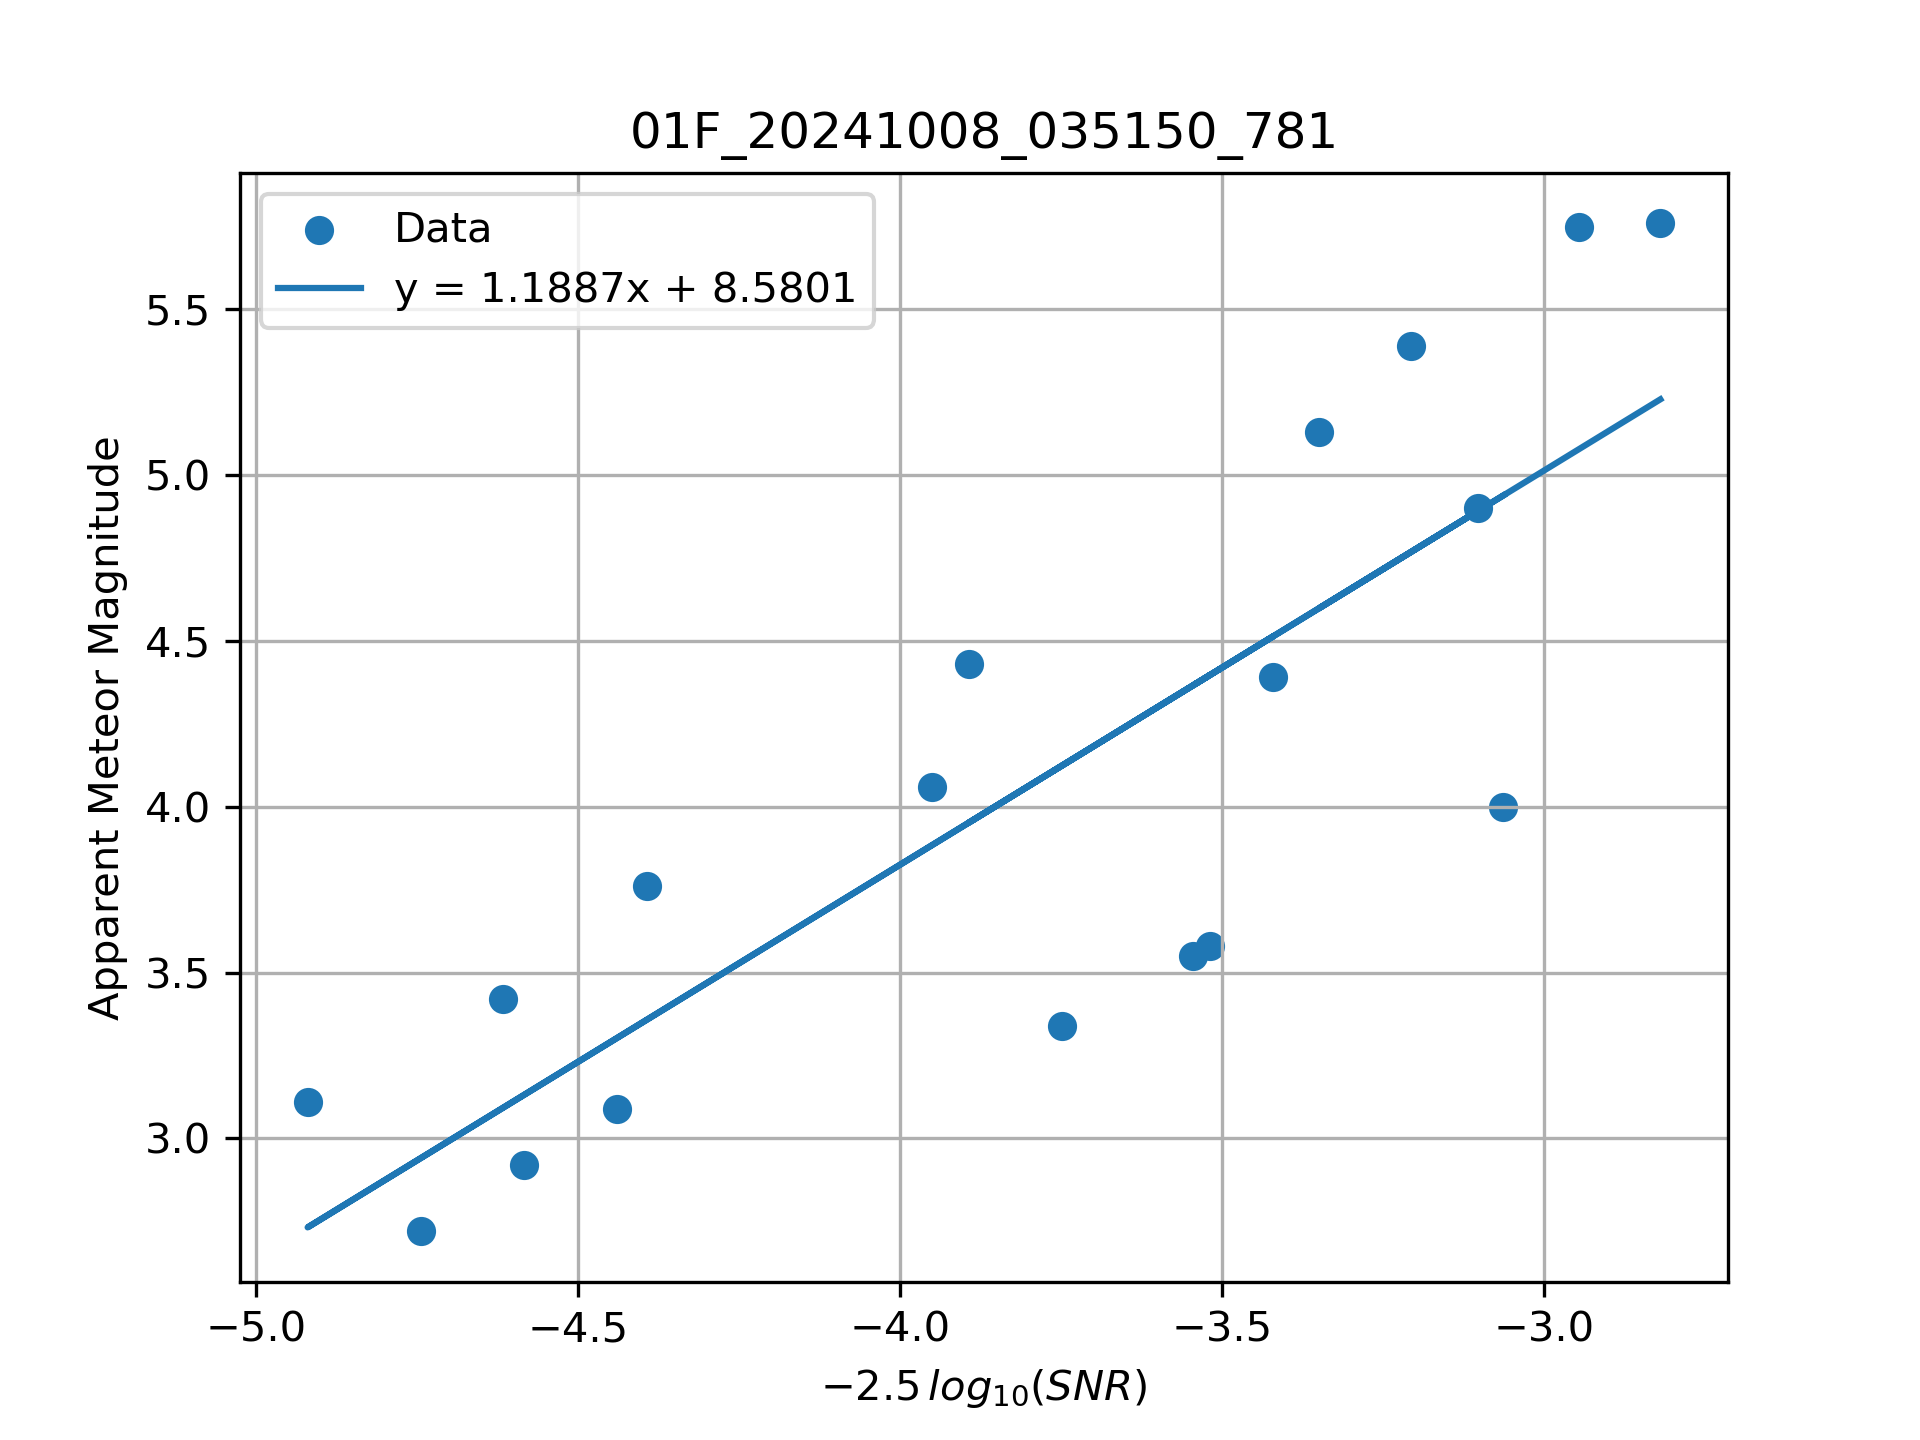 01F_20241008_035150_781
Data
y = 1.1887x + 8.5801
Apparent Meteor Magnitude
5.5
5.0
4.5
4.0
3.5
3.0
−5.0 −4.5 −4.0 −3.5 −3.0
−2.5 log₁₀(SNR)